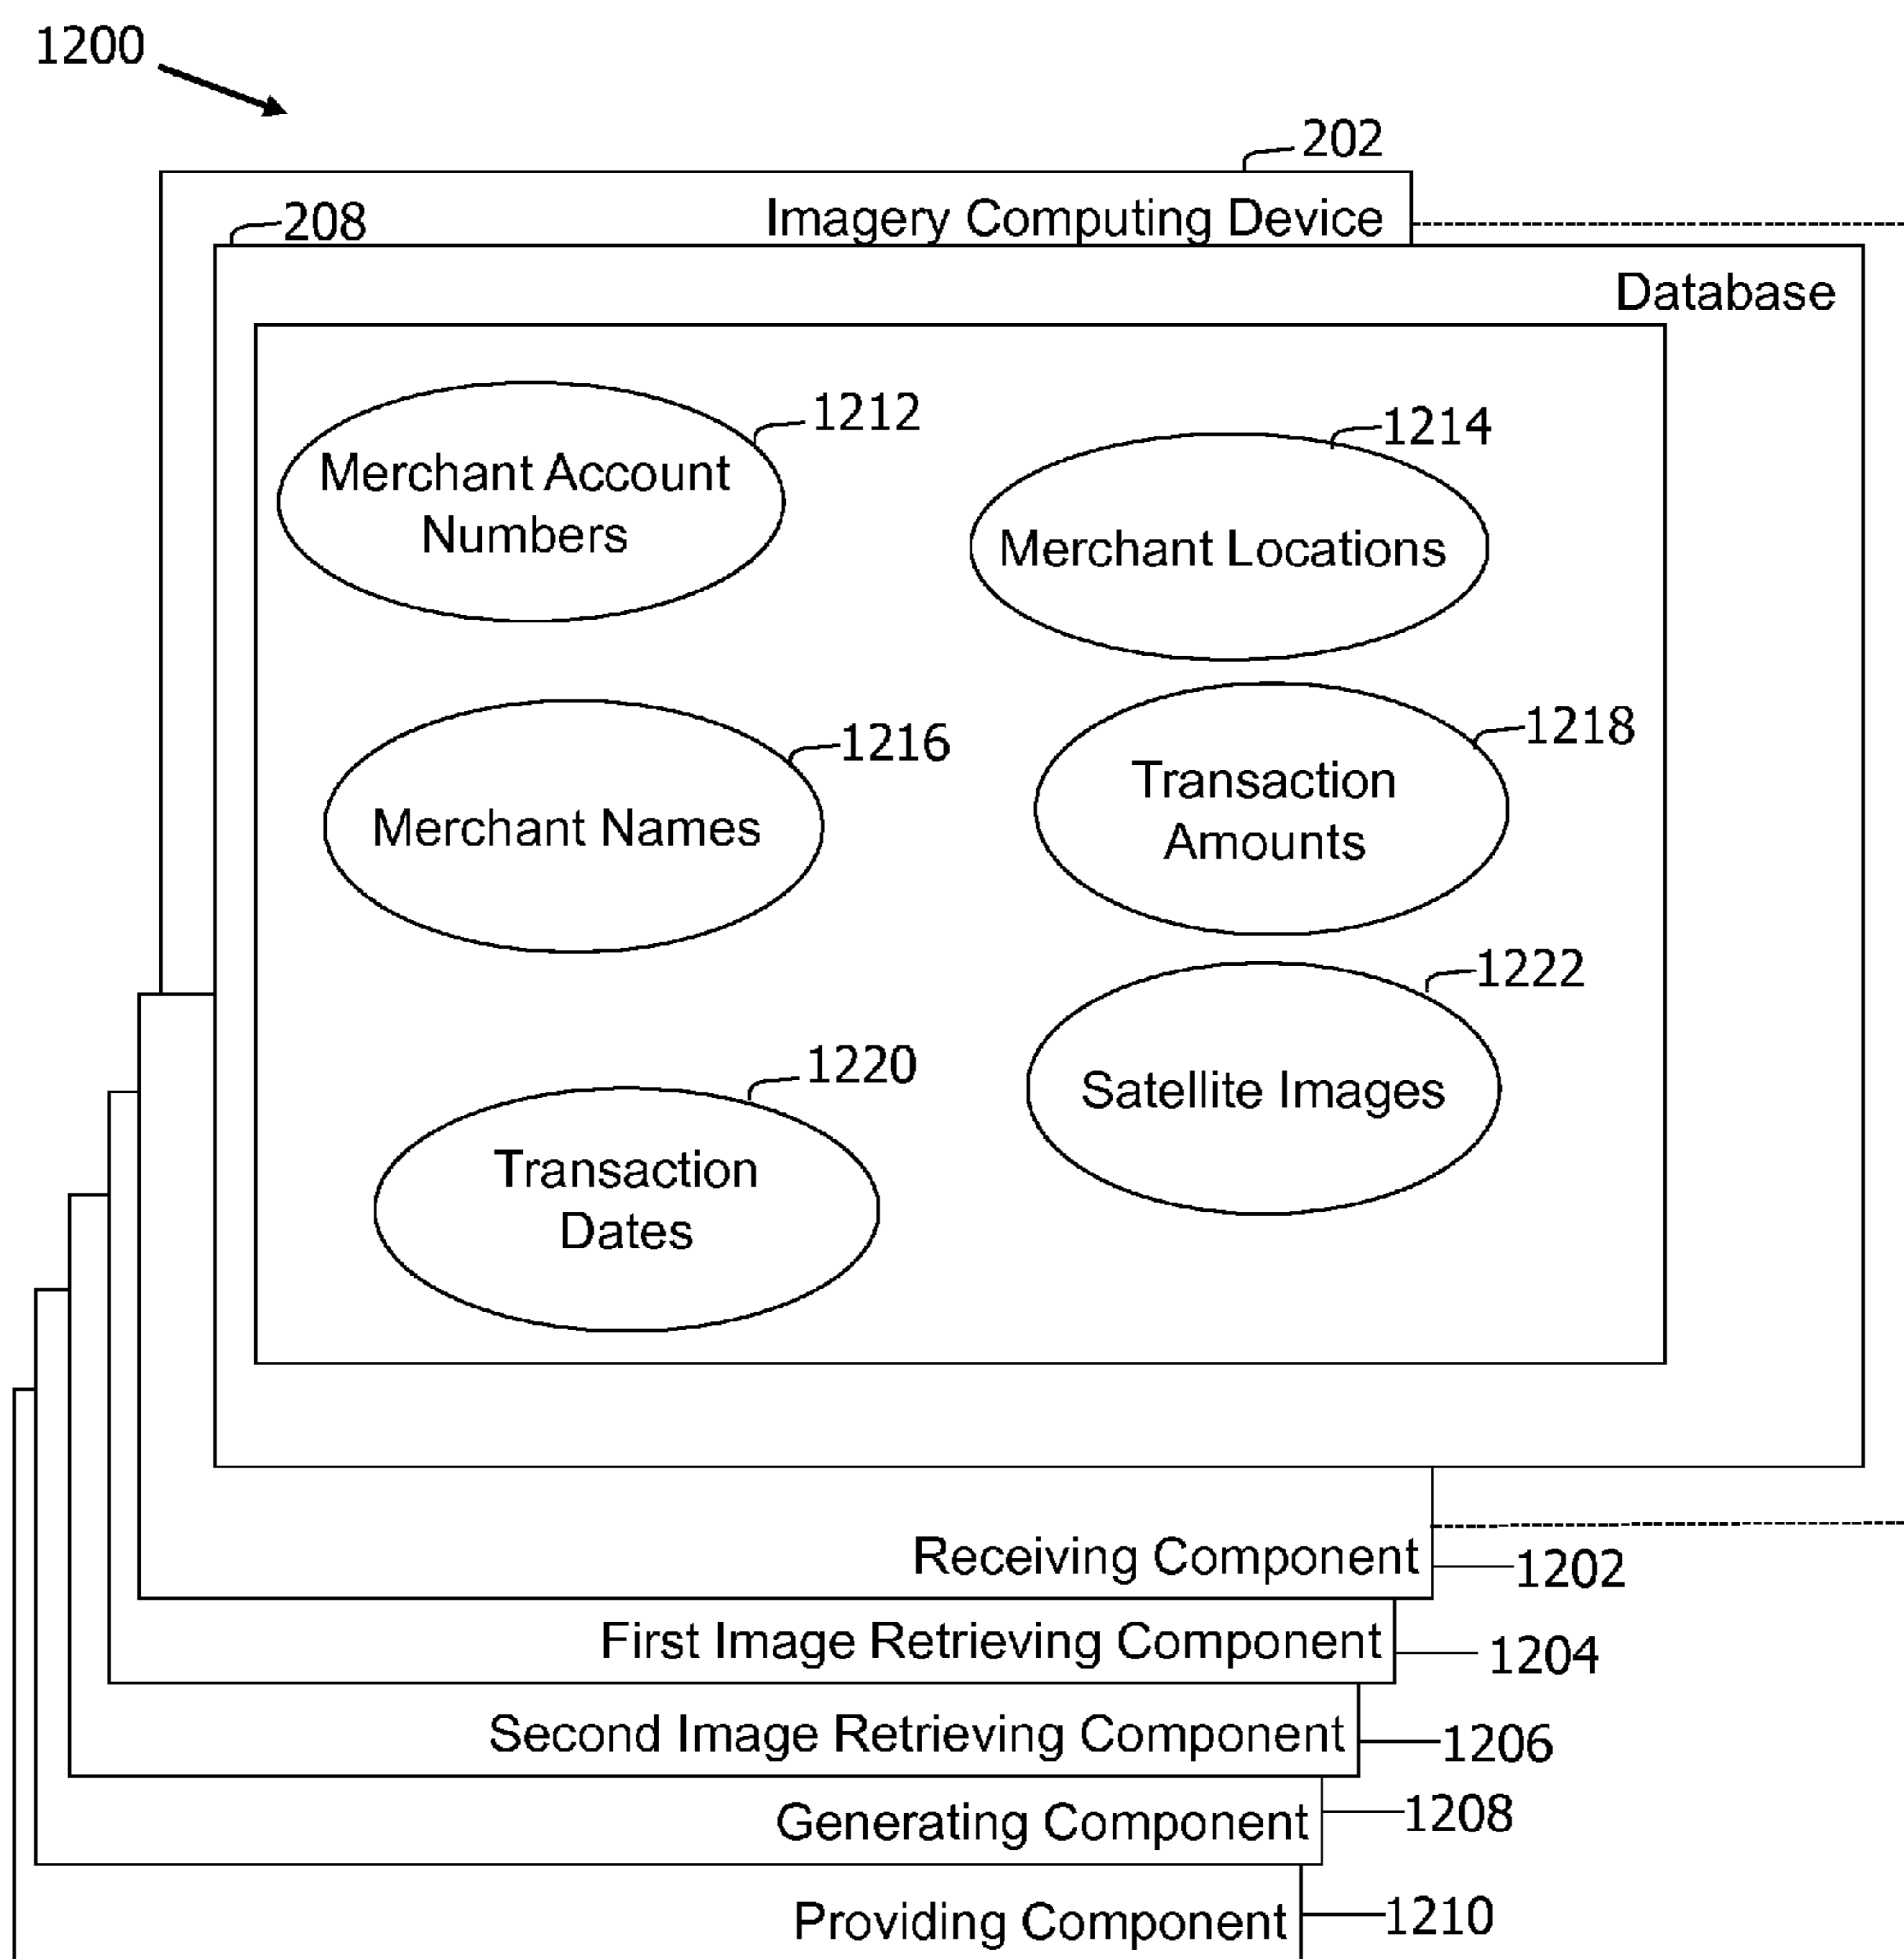 1200
202
Imagery Computing Device
208
Database
1212
Merchant Account
Numbers
1214
Merchant Locations
1216
Merchant Names
1218
Transaction
Amounts
1220
Transaction
Dates
1222
Satellite Images
Receiving Component
1202
First Image Retrieving Component
1204
Second Image Retrieving Component
1206
Generating Component
1208
Providing Component
1210